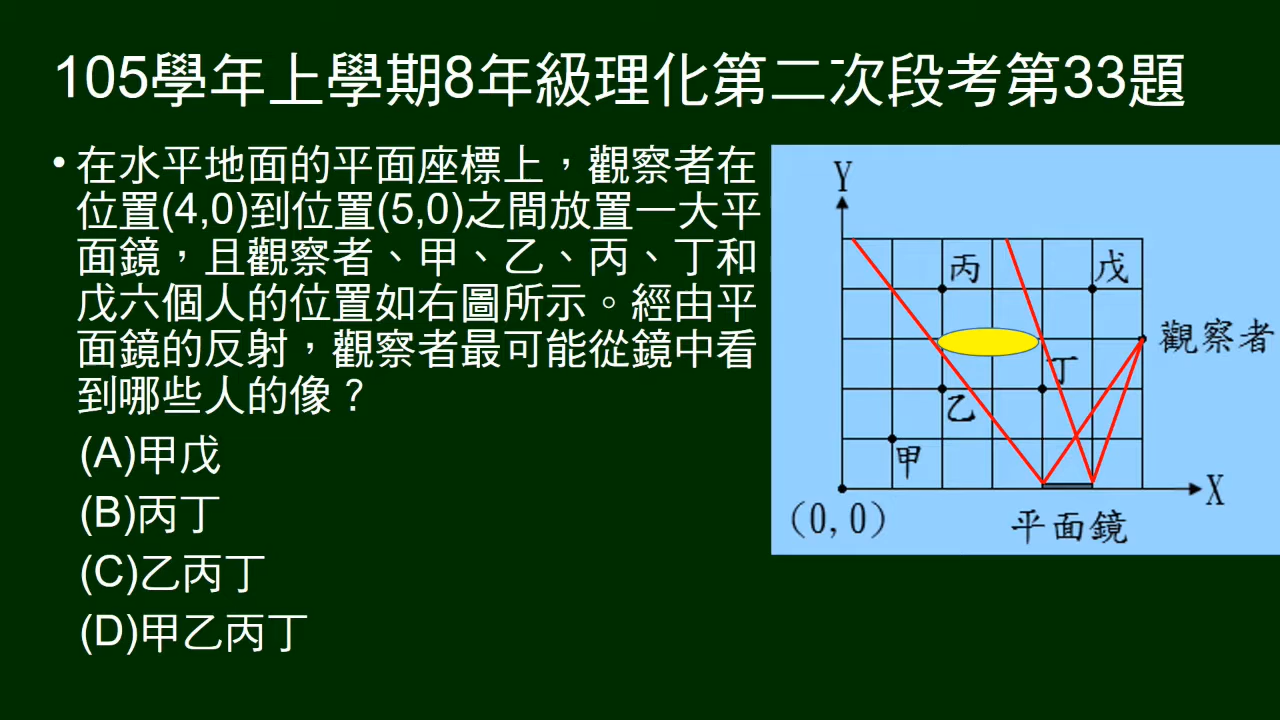 105學年上學期8年級理化第二次段考第33題
•在水平地面的平面座標上，觀察者在
位置(4,0)到位置(5,0)之間放置一大平
面鏡，且觀察者、甲、乙、丙、丁和
戊六個人的位置如右圖所示。經由平
面鏡的反射，觀察者最可能從鏡中看
到哪些人的像？
(A)甲戊
(B)丙丁
(C)乙丙丁
(D)甲乙丙丁
Y
丙
戊
觀察者
丁
乙
甲
X
(0,0)
平面鏡